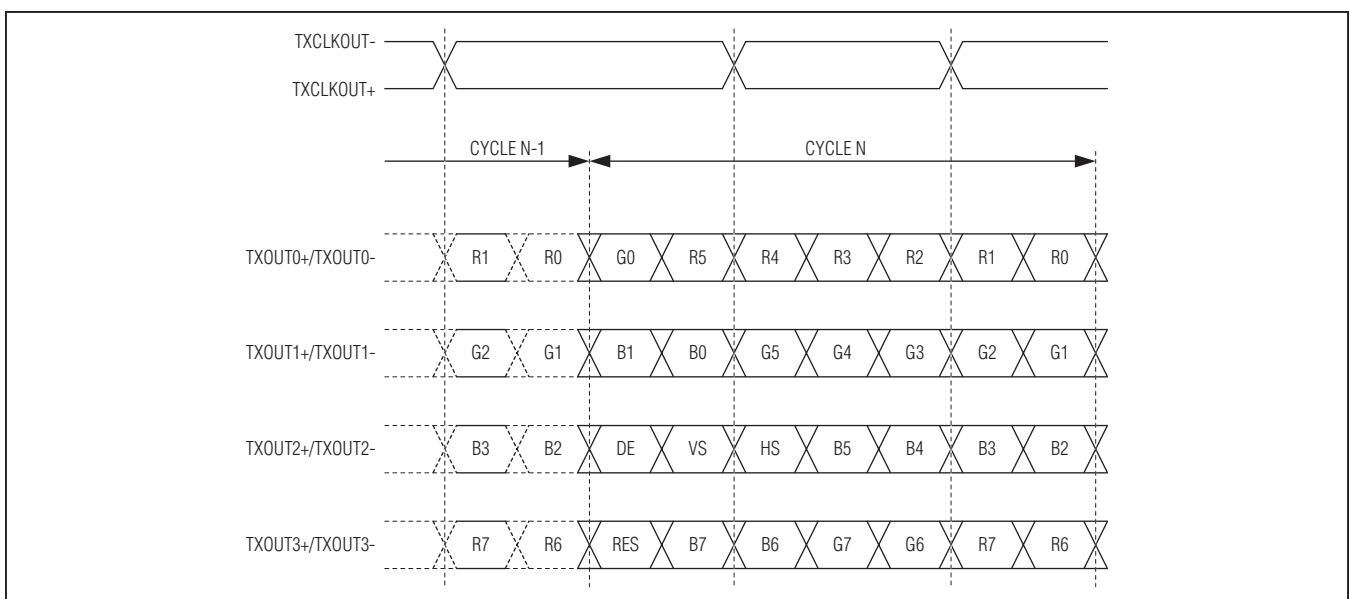 TXCLKOUT-
TXCLKOUT+
CYCLE N-1 CYCLE N
TXOUT0+/TXOUT0- R1 R0 G0 R5 R4 R3 R2 R1 R0
TXOUT1+/TXOUT1- G2 G1 B1 B0 G5 G4 G3 G2 G1
TXOUT2+/TXOUT2- B3 B2 DE VS HS B5 B4 B3 B2
TXOUT3+/TXOUT3- R7 R6 RES B7 B6 G7 G6 R7 R6